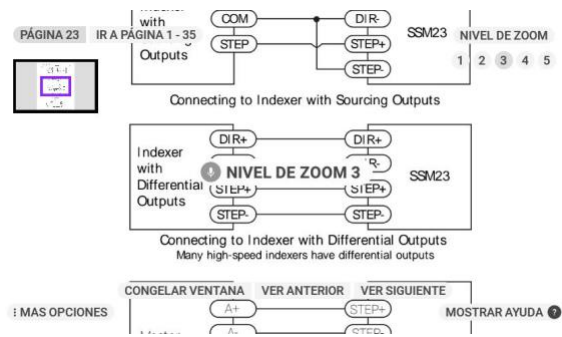 Indexer
with
Outputs
COM
STEP
DIR-
STEP+
STEP-
SSM23
PÁGINA 23 IR A PÁGINA 1 - 35
NIVEL DE ZOOM
1 2 3 4 5
Connecting to Indexer with Sourcing Outputs
Indexer
with
Differential
Outputs
DIR+ DIR+
NIVEL DE ZOOM 3
STEP+ STEP+
STEP- STEP-
SSM23
Connecting to Indexer with Differential Outputs
Many high-speed indexers have differential outputs
CONGELAR VENTANA VER ANTERIOR VER SIGUIENTE
MAS OPCIONES
MOSTRAR AYUDA ?
A+ STEP+
A- STEP-